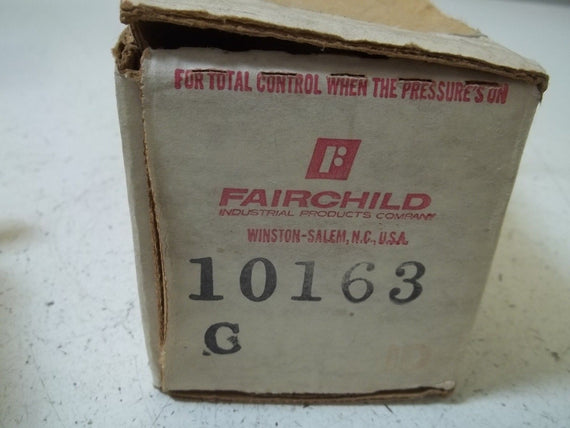 FOR TOTAL CONTROL WHEN THE PRESSURE'S ON
FAIRCHILD
INDUSTRIAL PRODUCTS COMPANY
WINSTON-SALEM, N.C., U.S.A.
10163
C